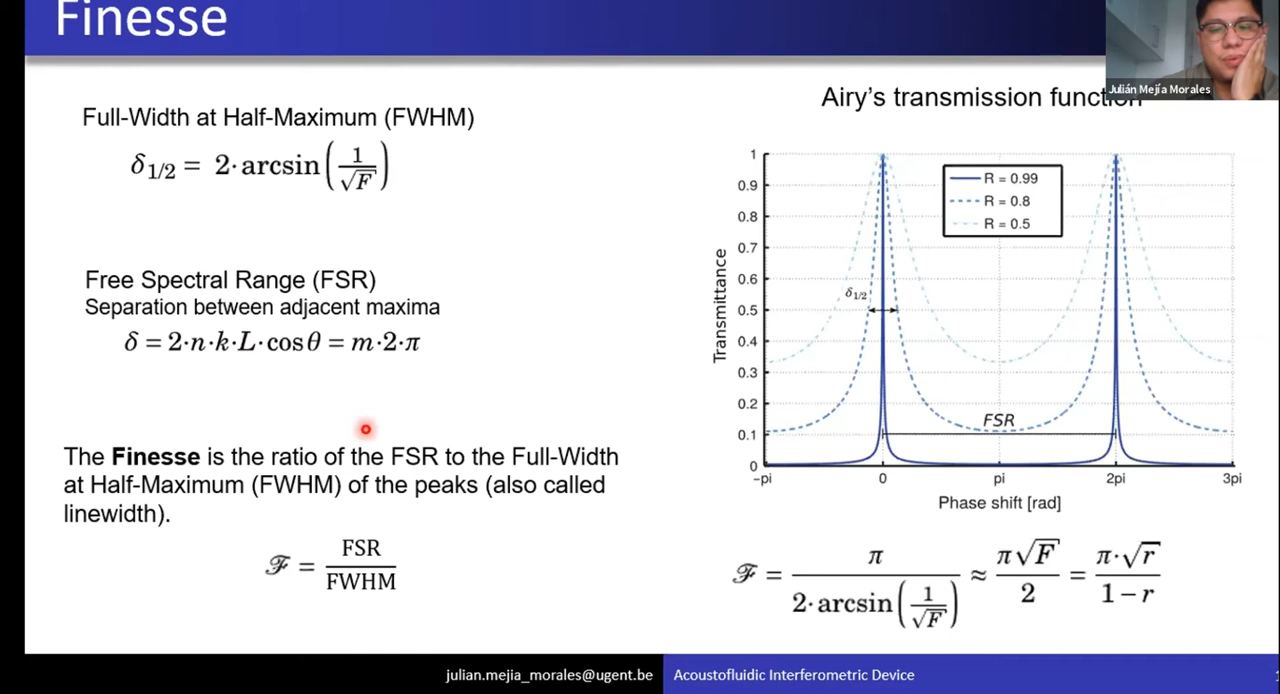 Finesse
Julián Mejía Morales
Full-Width at Half-Maximum (FWHM)
δ1/2 = 2·arcsin(1/√F)
Free Spectral Range (FSR)
Separation between adjacent maxima
δ = 2·n·k·L·cosθ = m·2·π
The Finesse is the ratio of the FSR to the Full-Width
at Half-Maximum (FWHM) of the peaks (also called
linewidth).
ℱ = FSR/FWHM
Airy's transmission function
Transmittance
1
0.9
0.8
0.7
0.6
0.5
0.4
0.3
0.2
0.1
0
R = 0.99
R = 0.8
R = 0.5
δ1/2
FSR
-pi 0 pi 2pi 3pi
Phase shift [rad]
ℱ = π/(2·arcsin(1/√F)) ≈ π√F/2 = π·√r/(1−r)
julian.mejia_morales@ugent.be
Acoustofluidic Interferometric Device